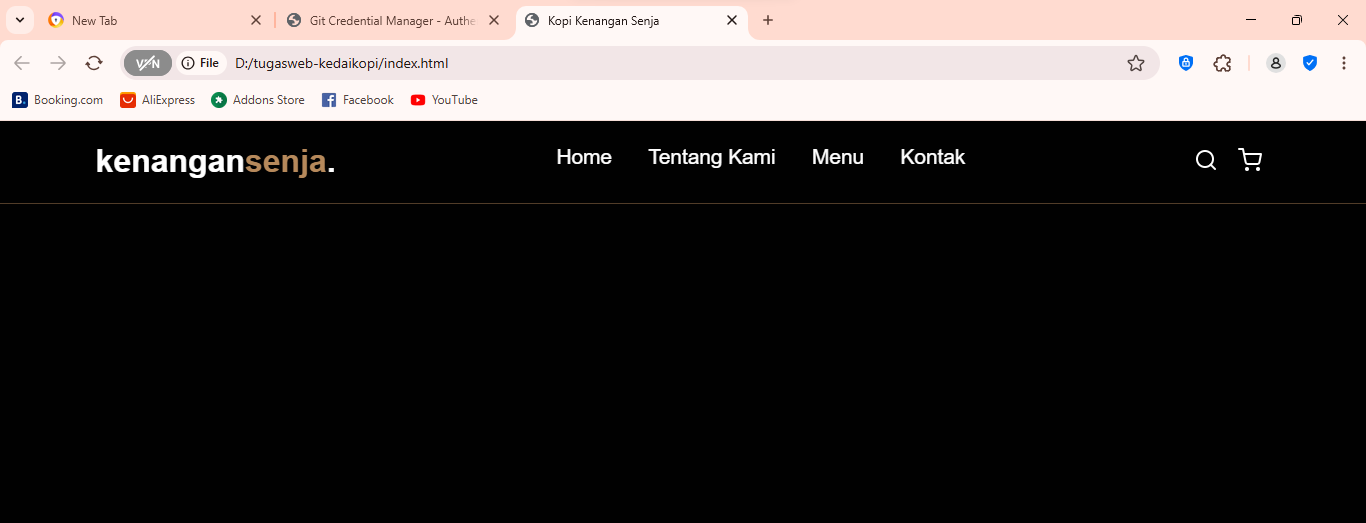 New Tab
Git Credential Manager - Authe
Kopi Kenangan Senja
VPN
File
D:/tugasweb-kedaikopi/index.html
B. Booking.com
AliExpress
Addons Store
Facebook
YouTube
kenangansenja.
Home
Tentang Kami
Menu
Kontak